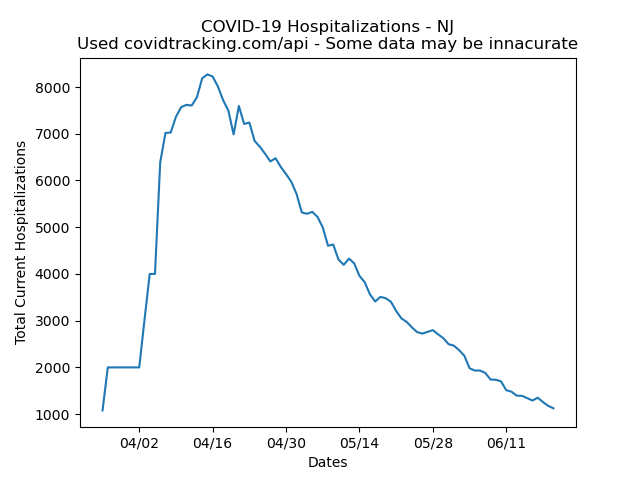 COVID-19 Hospitalizations - NJ
Used covidtracking.com/api - Some data may be innacurate
8000
7000
6000
5000
4000
3000
2000
1000
Total Current Hospitalizations
04/02 04/16 04/30 05/14 05/28 06/11
Dates